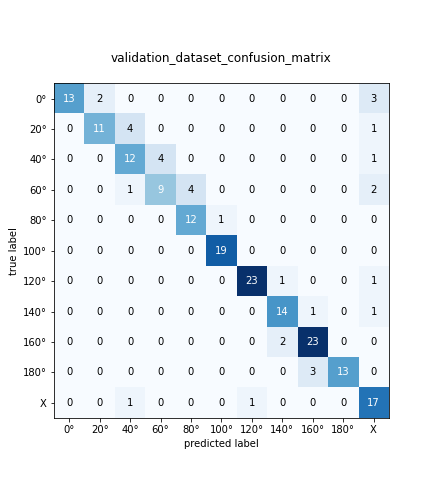 validation_dataset_confusion_matrix
0° 13 2 0 0 0 0 0 0 0 0 3
20° 0 11 4 0 0 0 0 0 0 0 1
40° 0 0 12 4 0 0 0 0 0 0 1
60° 0 0 1 9 4 0 0 0 0 0 2
80° 0 0 0 0 12 1 0 0 0 0 0
100° 0 0 0 0 0 19 0 0 0 0 0
120° 0 0 0 0 0 0 23 1 0 0 1
140° 0 0 0 0 0 0 0 14 1 0 1
160° 0 0 0 0 0 0 0 2 23 0 0
180° 0 0 0 0 0 0 0 0 3 13 0
X 0 0 1 0 0 0 1 0 0 0 17
0° 20° 40° 60° 80° 100° 120° 140° 160° 180° X
predicted label
true label